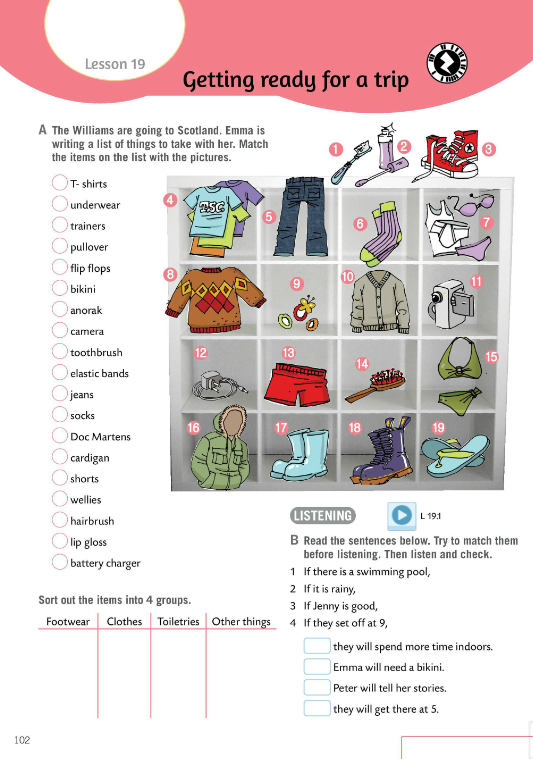 Lesson 19
Getting ready for a trip
A The Williams are going to Scotland. Emma is
writing a list of things to take with her. Match
the items on the list with the pictures.
T- shirts
underwear
trainers
pullover
flip flops
bikini
anorak
camera
toothbrush
elastic bands
jeans
socks
Doc Martens
cardigan
shorts
wellies
hairbrush
lip gloss
battery charger
1
2
3
4
TSC
5
6
7
8
9
10
11
12
13
14
15
16
17
18
19
Sort out the items into 4 groups.
Footwear Clothes Toiletries Other things
LISTENING
L 19.1
B Read the sentences below. Try to match them
before listening. Then listen and check.
1 If there is a swimming pool,
2 If it is rainy,
3 If Jenny is good,
4 If they set off at 9,
they will spend more time indoors.
Emma will need a bikini.
Peter will tell her stories.
they will get there at 5.
102